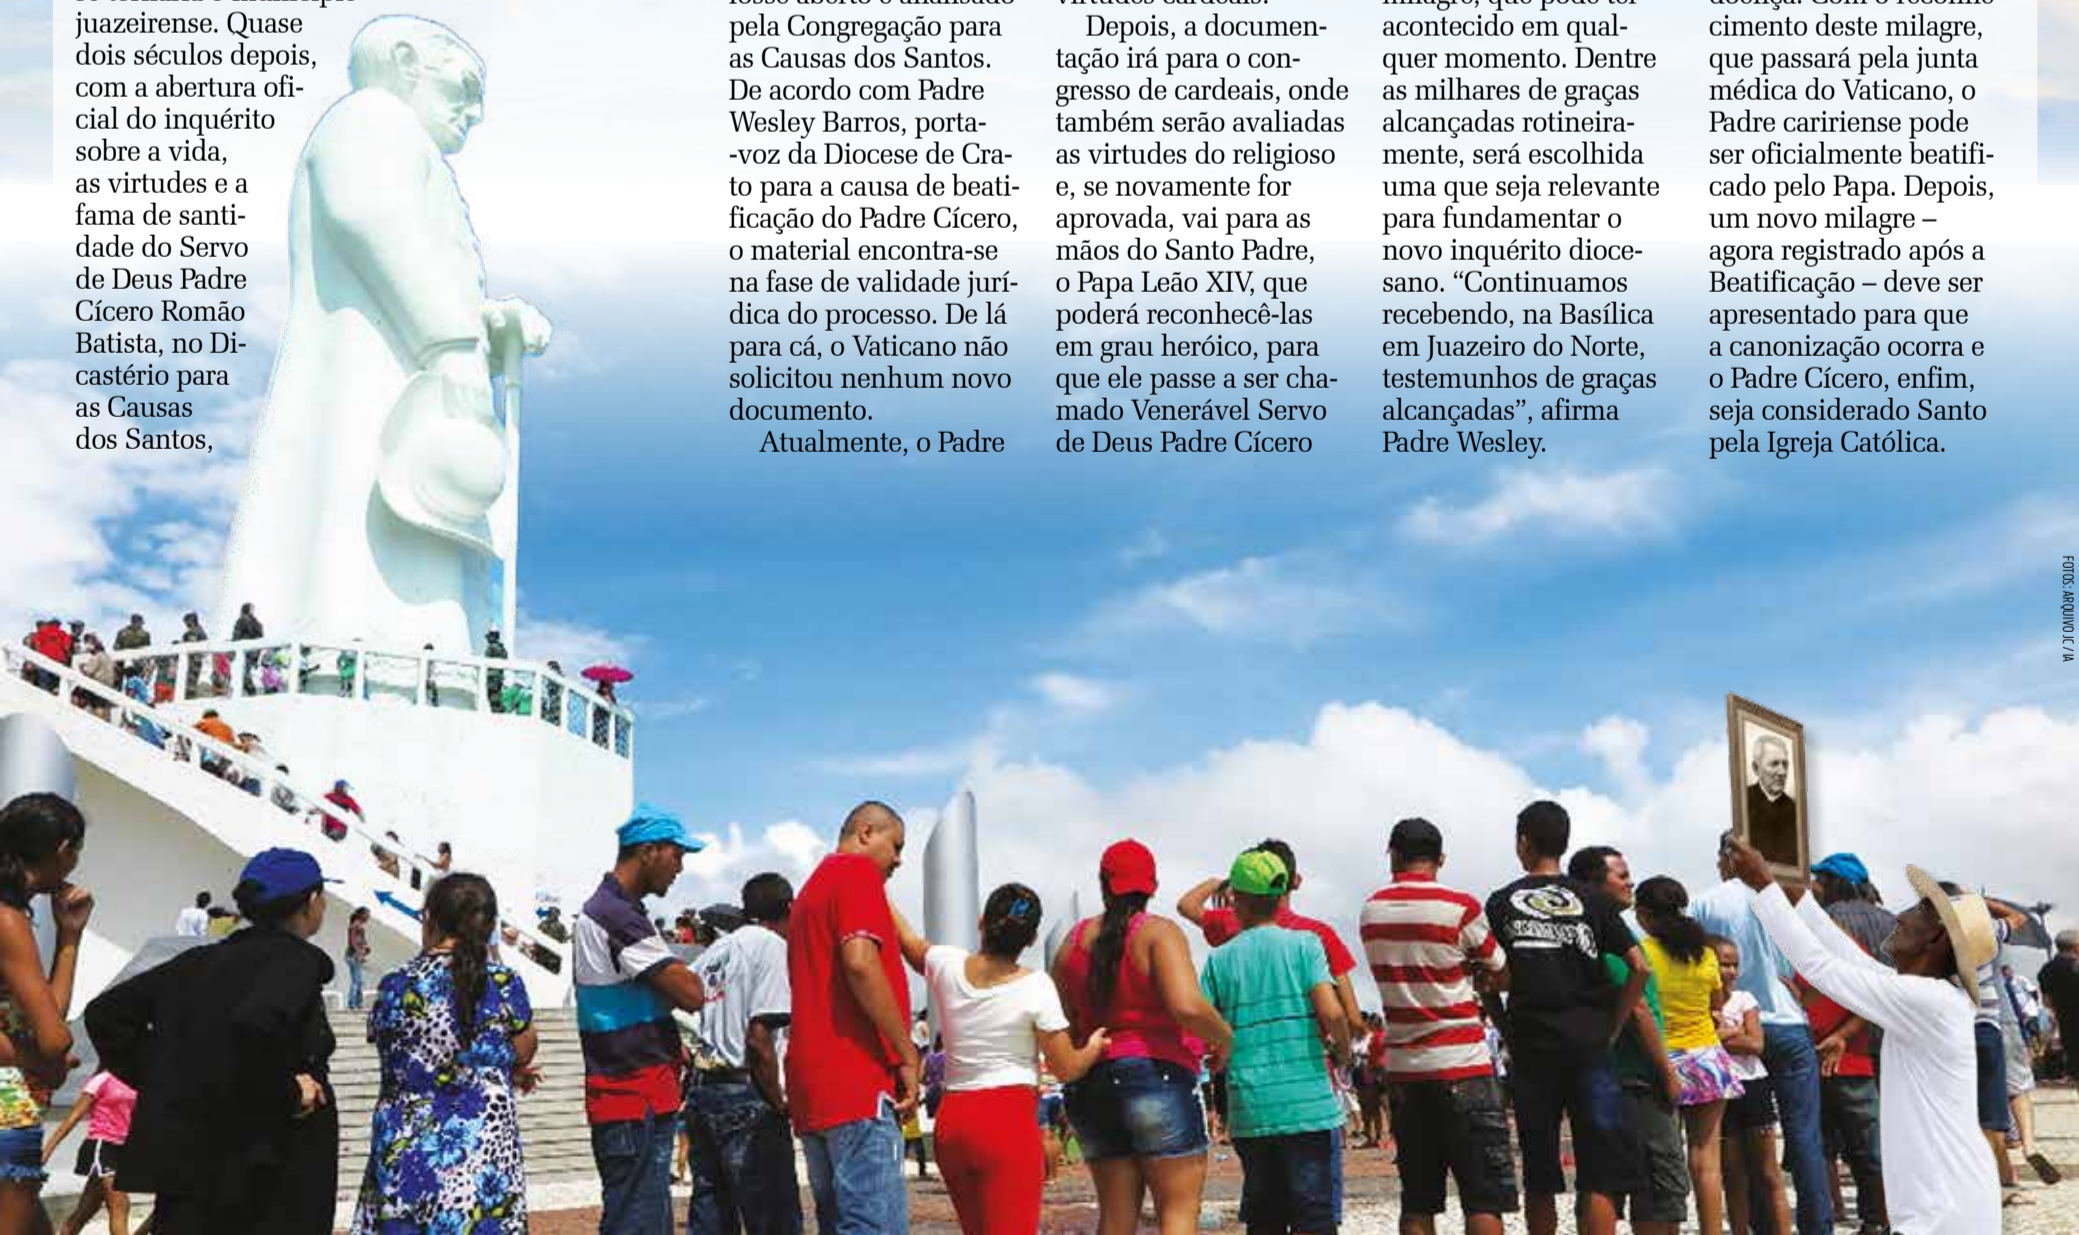 juazeirense. Quase
dois séculos depois,
com a abertura ofi-
cial do inquérito
sobre a vida,
as virtudes e a
fama de santi-
dade do Servo
de Deus Padre
Cícero Romão
Batista, no Di-
castério para
as Causas
dos Santos,
pela Congregação para
as Causas dos Santos.
De acordo com Padre
Wesley Barros, porta-
-voz da Diocese de Cra-
to para a causa de beati-
ficação do Padre Cícero,
o material encontra-se
na fase de validade jurí-
dica do processo. De lá
para cá, o Vaticano não
solicitou nenhum novo
documento.
Atualmente, o Padre
Depois, a documen-
tação irá para o con-
gresso de cardeais, onde
também serão avaliadas
as virtudes do religioso
e, se novamente for
aprovada, vai para as
mãos do Santo Padre,
o Papa Leão XIV, que
poderá reconhecê-las
em grau heróico, para
que ele passe a ser cha-
mado Venerável Servo
de Deus Padre Cícero
acontecido em qual-
quer momento. Dentre
as milhares de graças
alcançadas rotineira-
mente, será escolhida
uma que seja relevante
para fundamentar o
novo inquérito dioce-
sano. “Continuamos
recebendo, na Basílica
em Juazeiro do Norte,
testemunhos de graças
alcançadas”, afirma
Padre Wesley.
cimento deste milagre,
que passará pela junta
médica do Vaticano, o
Padre caririense pode
ser oficialmente beatifi-
cado pelo Papa. Depois,
um novo milagre –
agora registrado após a
Beatificação – deve ser
apresentado para que
a canonização ocorra e
o Padre Cícero, enfim,
seja considerado Santo
pela Igreja Católica.
FOTOS: ARQUIVO JC / IA